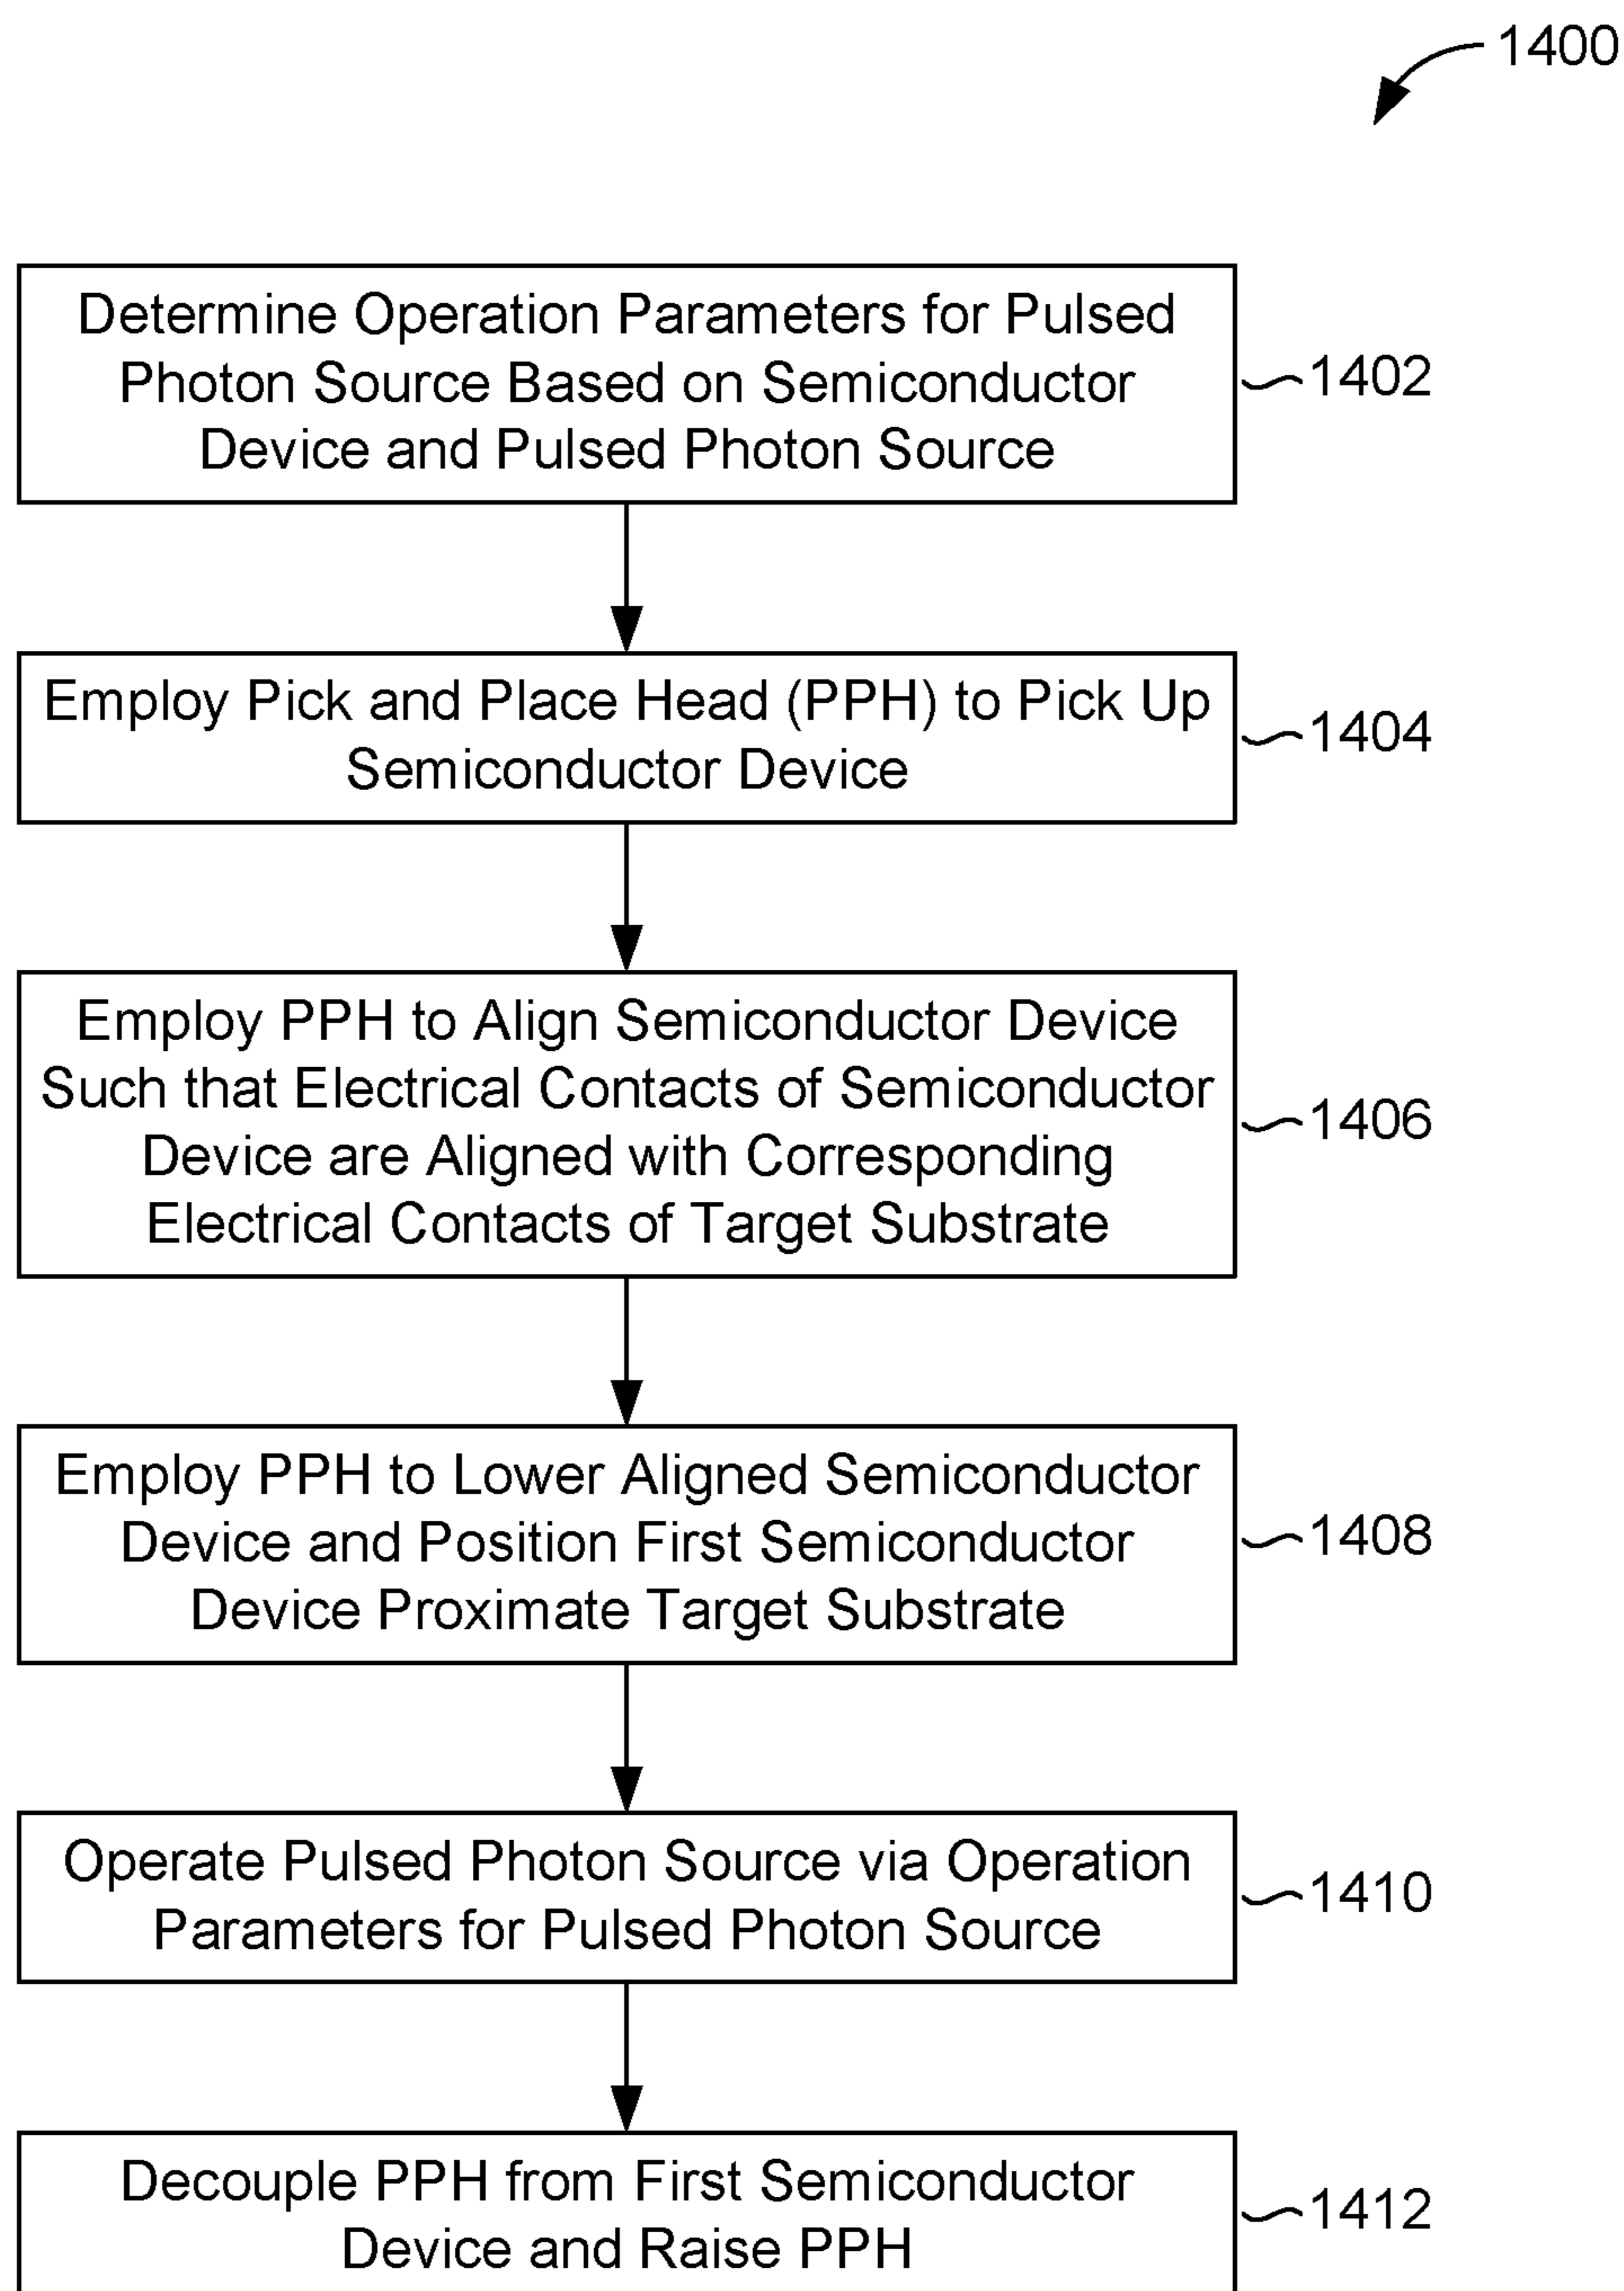 1400
Determine Operation Parameters for Pulsed
Photon Source Based on Semiconductor
Device and Pulsed Photon Source
1402
Employ Pick and Place Head (PPH) to Pick Up
Semiconductor Device
1404
Employ PPH to Align Semiconductor Device
Such that Electrical Contacts of Semiconductor
Device are Aligned with Corresponding
Electrical Contacts of Target Substrate
1406
Employ PPH to Lower Aligned Semiconductor
Device and Position First Semiconductor
Device Proximate Target Substrate
1408
Operate Pulsed Photon Source via Operation
Parameters for Pulsed Photon Source
1410
Decouple PPH from First Semiconductor
Device and Raise PPH
1412